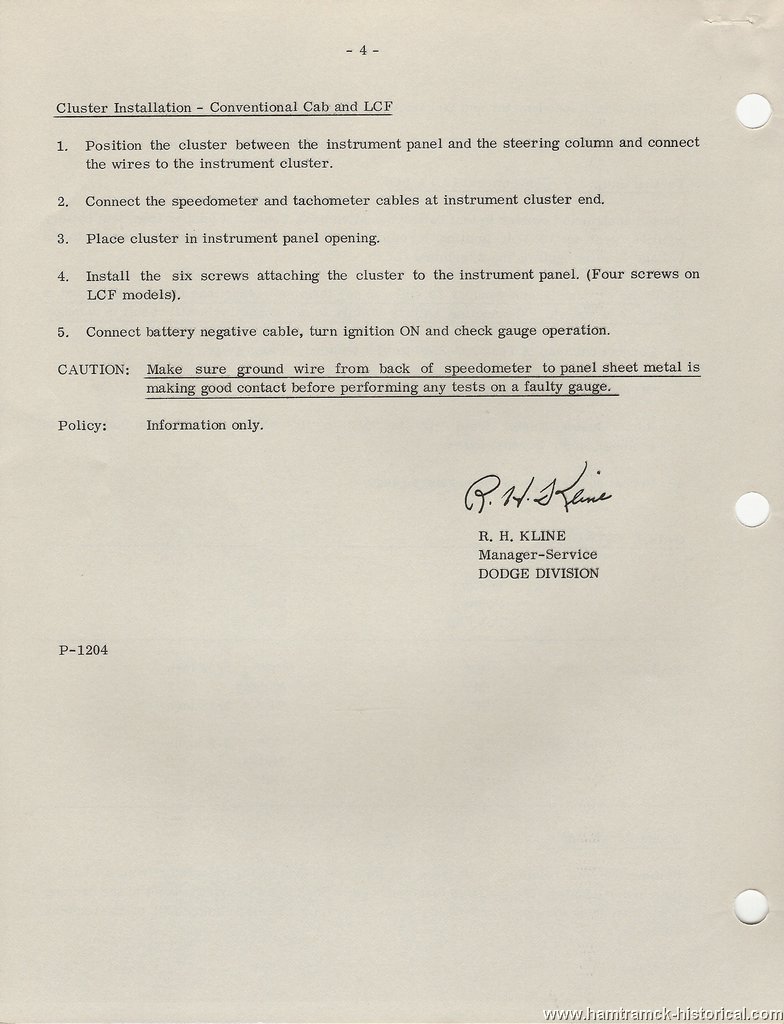 - 4 -
Cluster Installation - Conventional Cab and LCF
1. Position the cluster between the instrument panel and the steering column and connect
the wires to the instrument cluster.
2. Connect the speedometer and tachometer cables at instrument cluster end.
3. Place cluster in instrument panel opening.
4. Install the six screws attaching the cluster to the instrument panel. (Four screws on
LCF models).
5. Connect battery negative cable, turn ignition ON and check gauge operation.
CAUTION: Make sure ground wire from back of speedometer to panel sheet metal is
making good contact before performing any tests on a faulty gauge.
Policy: Information only.
R. H. Kline
R. H. KLINE
Manager-Service
DODGE DIVISION
P-1204
www.hamtramck-historical.com